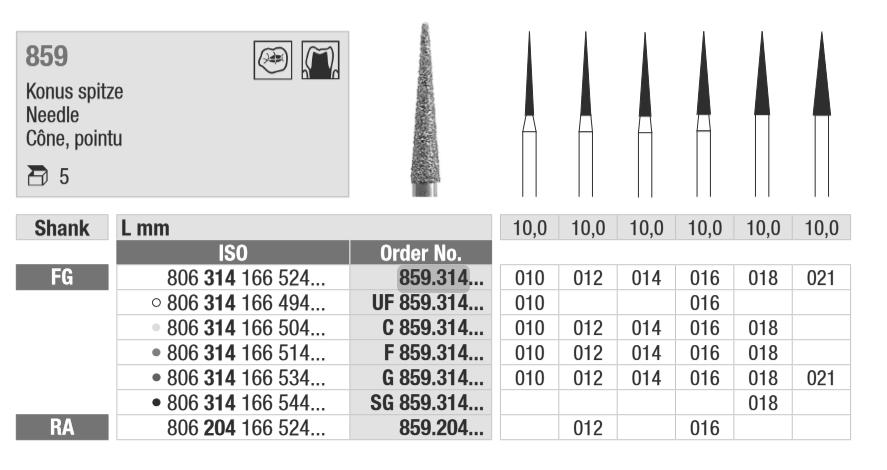 859
Konus spitze
Needle
Cône, pointu
5
Shank L mm 10,0 10,0 10,0 10,0 10,0 10,0
ISO Order No.
FG 806 314 166 524... 859.314... 010 012 014 016 018 021
806 314 166 494... UF 859.314... 010 016
806 314 166 504... C 859.314... 010 012 014 016 018
806 314 166 514... F 859.314... 010 012 014 016 018
806 314 166 534... G 859.314... 010 012 014 016 018 021
806 314 166 544... SG 859.314... 018
RA 806 204 166 524... 859.204... 012 016